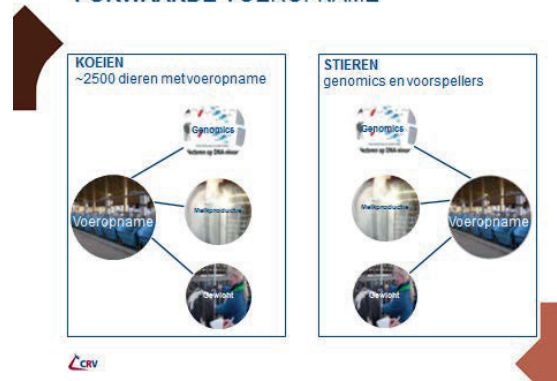 KOEIEN
~2500 dieren met voeropname
Genomics
Melkproductie
Voeropname
Gewicht
STIEREN
genomics en voorspellers
Genomics
Melkproductie
Voeropname
Gewicht
CRV